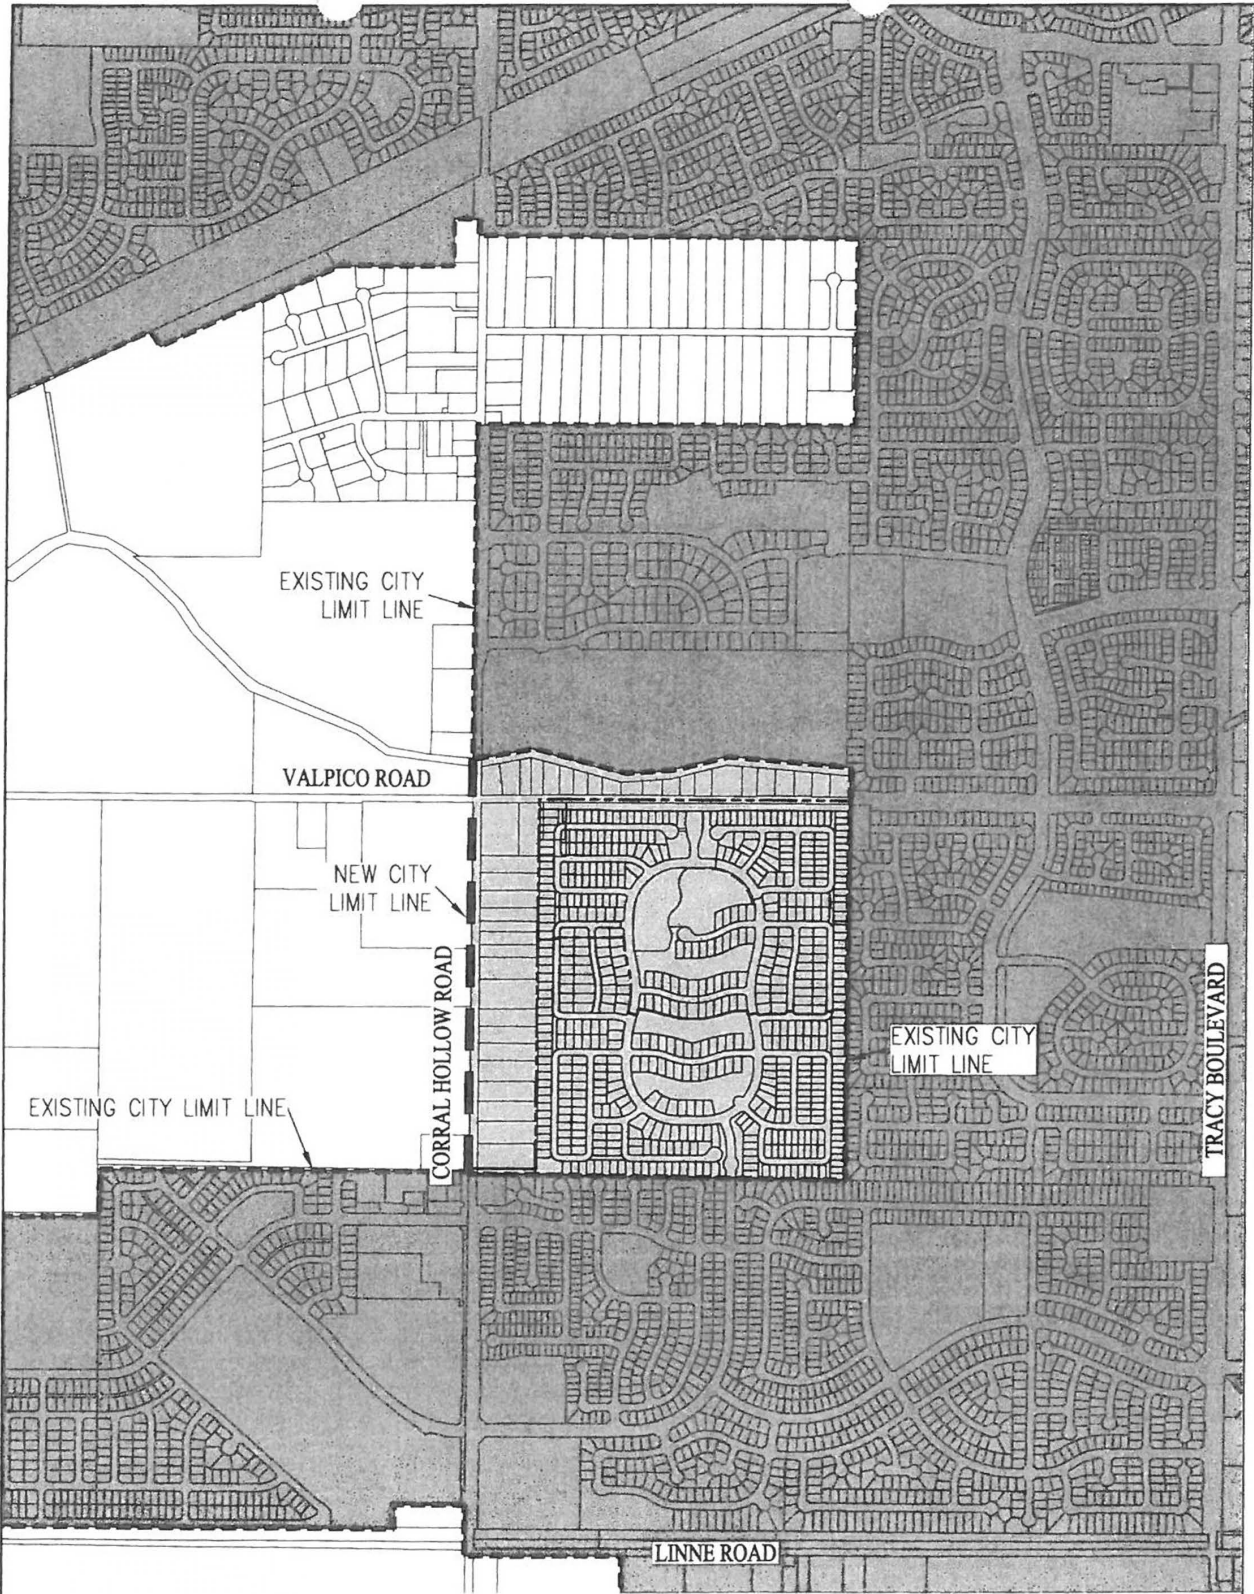 EXISTING CITY
LIMIT LINE
VALPICO ROAD
NEW CITY
LIMIT LINE
CORRAL HOLLOW ROAD
EXISTING CITY
LIMIT LINE
TRACY BOULEVARD
EXISTING CITY LIMIT LINE
LINNE ROAD